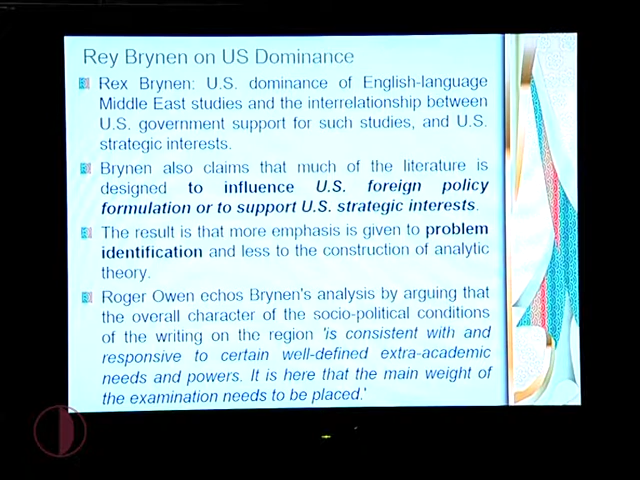 Rey Brynen on US Dominance
Rex Brynen: U.S. dominance of English-language
Middle East studies and the interrelationship between
U.S. government support for such studies, and U.S.
strategic interests.
Brynen also claims that much of the literature is
designed to influence U.S. foreign policy
formulation or to support U.S. strategic interests.
The result is that more emphasis is given to problem
identification and less to the construction of analytic
theory.
Roger Owen echos Brynen's analysis by arguing that
the overall character of the socio-political conditions
of the writing on the region 'is consistent with and
responsive to certain well-defined extra-academic
needs and powers. It is here that the main weight of
the examination needs to be placed.'